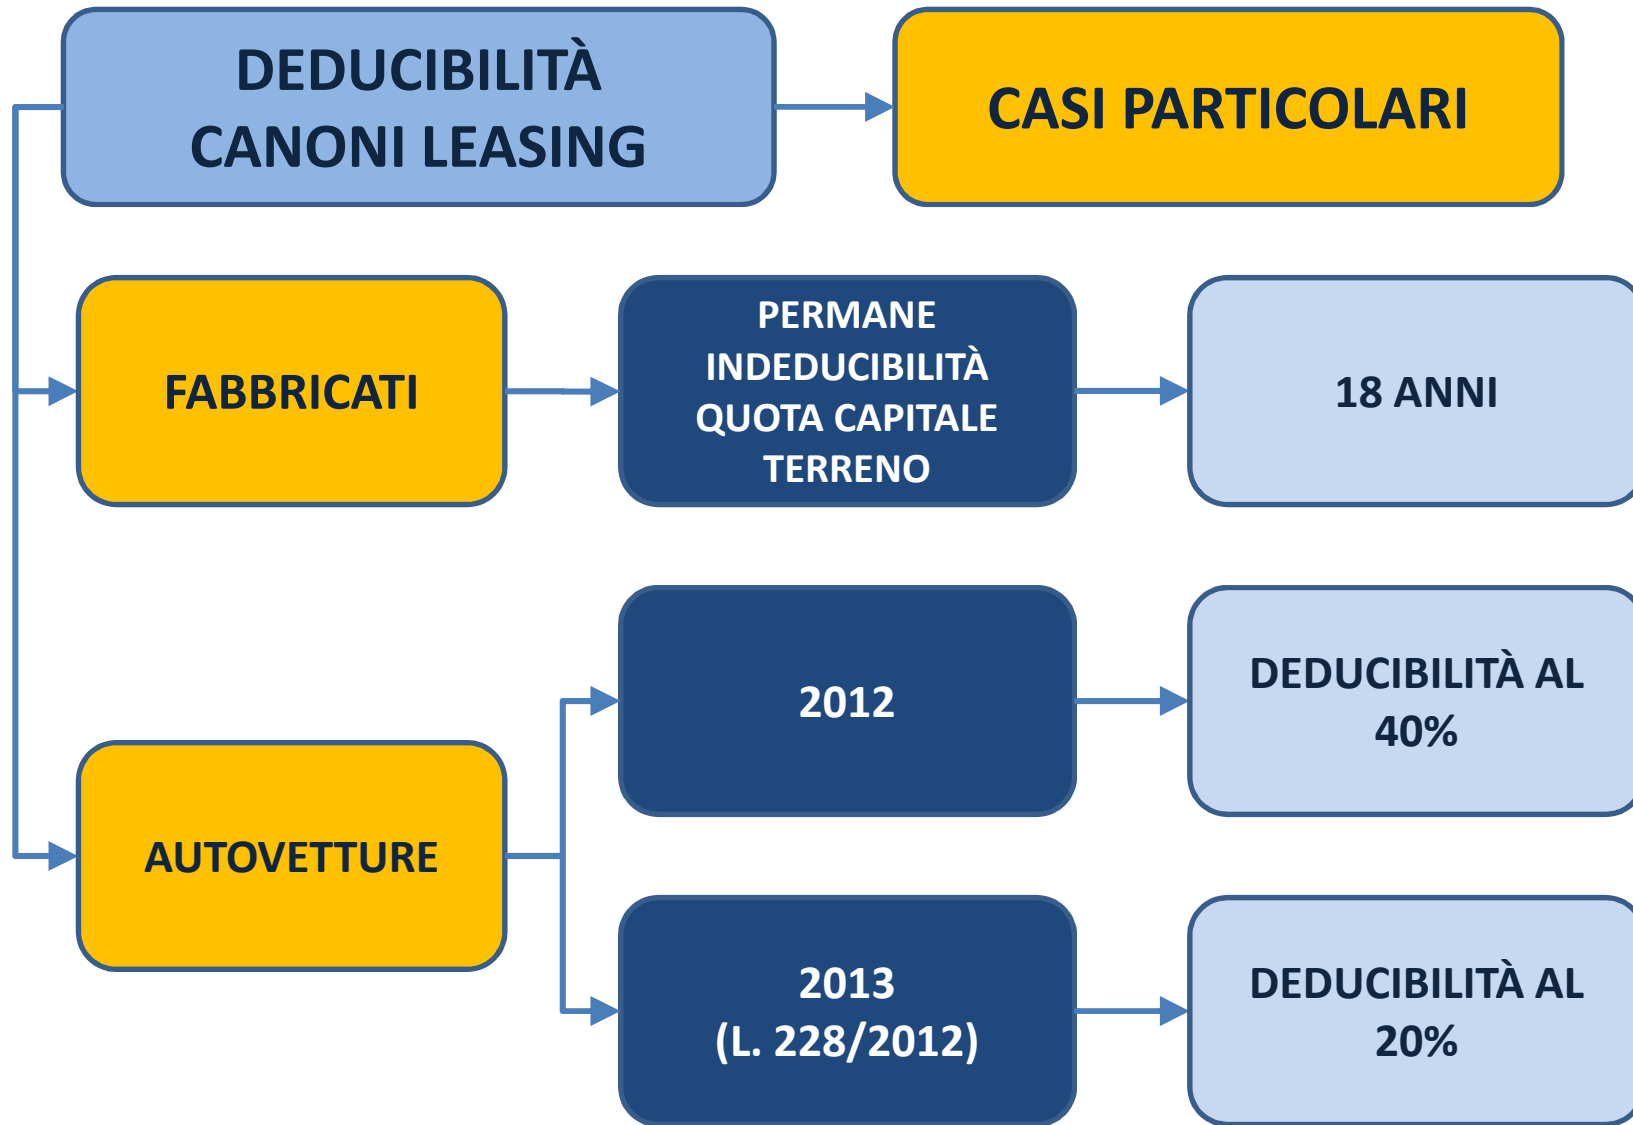 DEDUCIBILITÀ
CANONI LEASING
CASI PARTICOLARI
FABBRICATI
PERMANE
INDEDUCIBILITÀ
QUOTA CAPITALE
TERRENO
18 ANNI
AUTOVETTURE
2012
DEDUCIBILITÀ AL
40%
2013
(L. 228/2012)
DEDUCIBILITÀ AL
20%